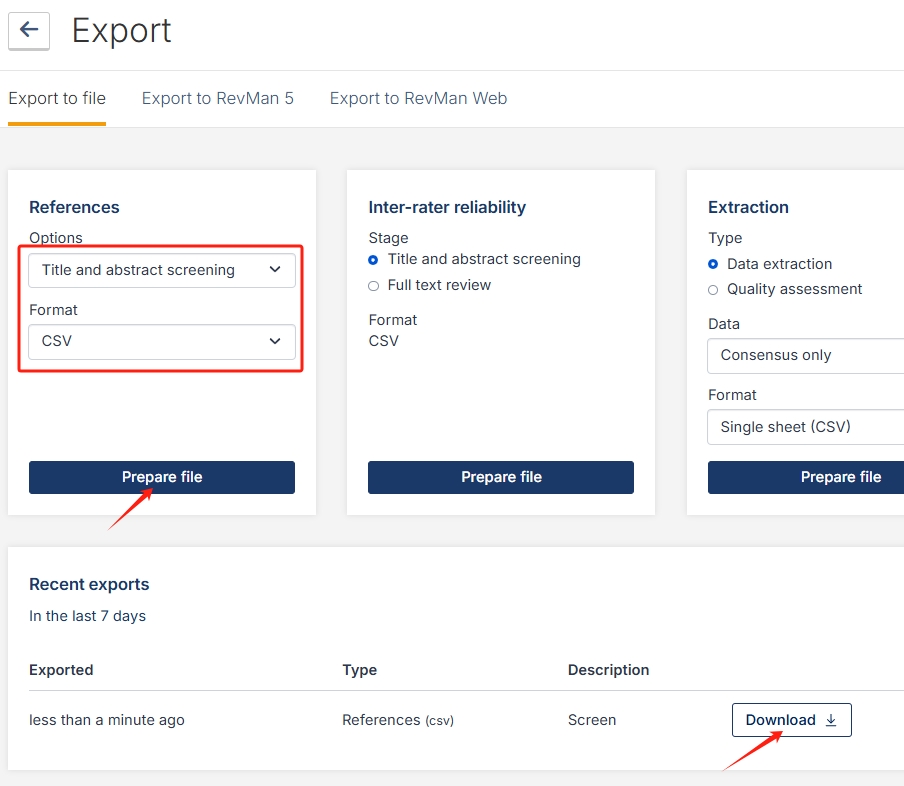 Export
Export to file
Export to RevMan 5
Export to RevMan Web
References
Options
Title and abstract screening
Format
CSV
Prepare file
Inter-rater reliability
Stage
Title and abstract screening
Full text review
Format
CSV
Prepare file
Extraction
Type
Data extraction
Quality assessment
Data
Consensus only
Format
Single sheet (CSV)
Prepare file
Recent exports
In the last 7 days
Exported Type Description
less than a minute ago References (csv) Screen Download